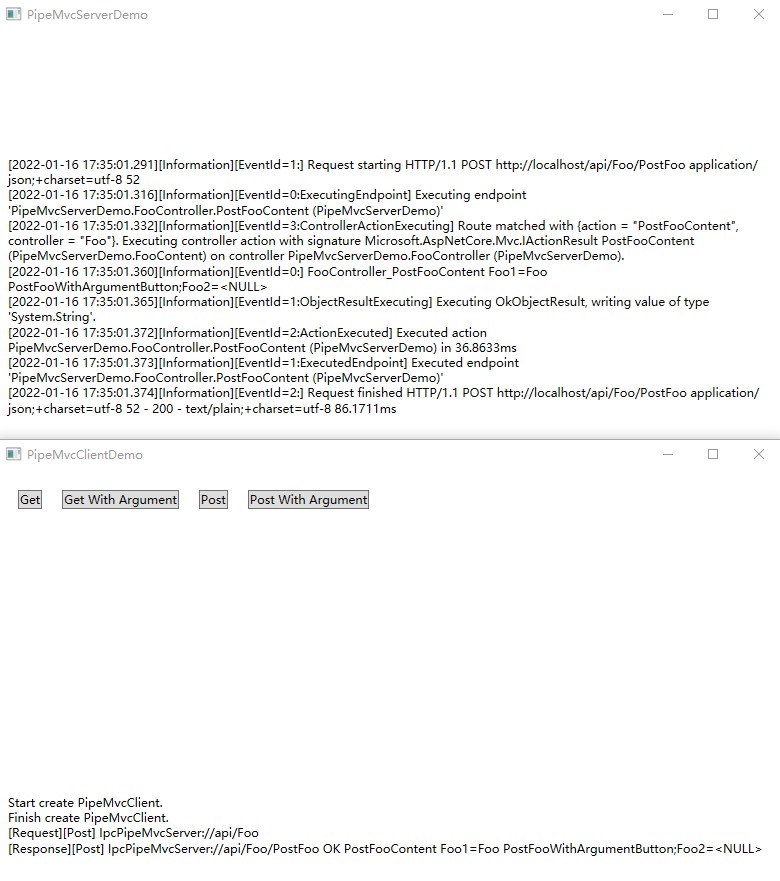 PipeMvcServerDemo
[2022-01-16 17:35:01.291][Information][EventId=1:] Request starting HTTP/1.1 POST http://localhost/api/Foo/PostFoo application/
json;+charset=utf-8 52
[2022-01-16 17:35:01.316][Information][EventId=0:ExecutingEndpoint] Executing endpoint
'PipeMvcServerDemo.FooController.PostFooContent (PipeMvcServerDemo)'
[2022-01-16 17:35:01.332][Information][EventId=3:ControllerActionExecuting] Route matched with {action = "PostFooContent",
controller = "Foo"}. Executing controller action with signature Microsoft.AspNetCore.Mvc.IActionResult PostFooContent
(PipeMvcServerDemo.FooContent) on controller PipeMvcServerDemo.FooController (PipeMvcServerDemo).
[2022-01-16 17:35:01.360][Information][EventId=0:] FooController_PostFooContent Foo1=Foo
PostFooWithArgumentButton;Foo2=<NULL>
[2022-01-16 17:35:01.365][Information][EventId=1:ObjectResultExecuting] Executing OkObjectResult, writing value of type
'System.String'.
[2022-01-16 17:35:01.372][Information][EventId=2:ActionExecuted] Executed action
PipeMvcServerDemo.FooController.PostFooContent (PipeMvcServerDemo) in 36.8633ms
[2022-01-16 17:35:01.373][Information][EventId=1:ExecutedEndpoint] Executed endpoint
'PipeMvcServerDemo.FooController.PostFooContent (PipeMvcServerDemo)'
[2022-01-16 17:35:01.374][Information][EventId=2:] Request finished HTTP/1.1 POST http://localhost/api/Foo/PostFoo application/
json;+charset=utf-8 52 - 200 - text/plain;+charset=utf-8 86.1711ms
PipeMvcClientDemo
Get Get With Argument Post Post With Argument
Start create PipeMvcClient.
Finish create PipeMvcClient.
[Request][Post] IpcPipeMvcServer://api/Foo
[Response][Post] IpcPipeMvcServer://api/Foo/PostFoo OK PostFooContent Foo1=Foo PostFooWithArgumentButton;Foo2=<NULL>